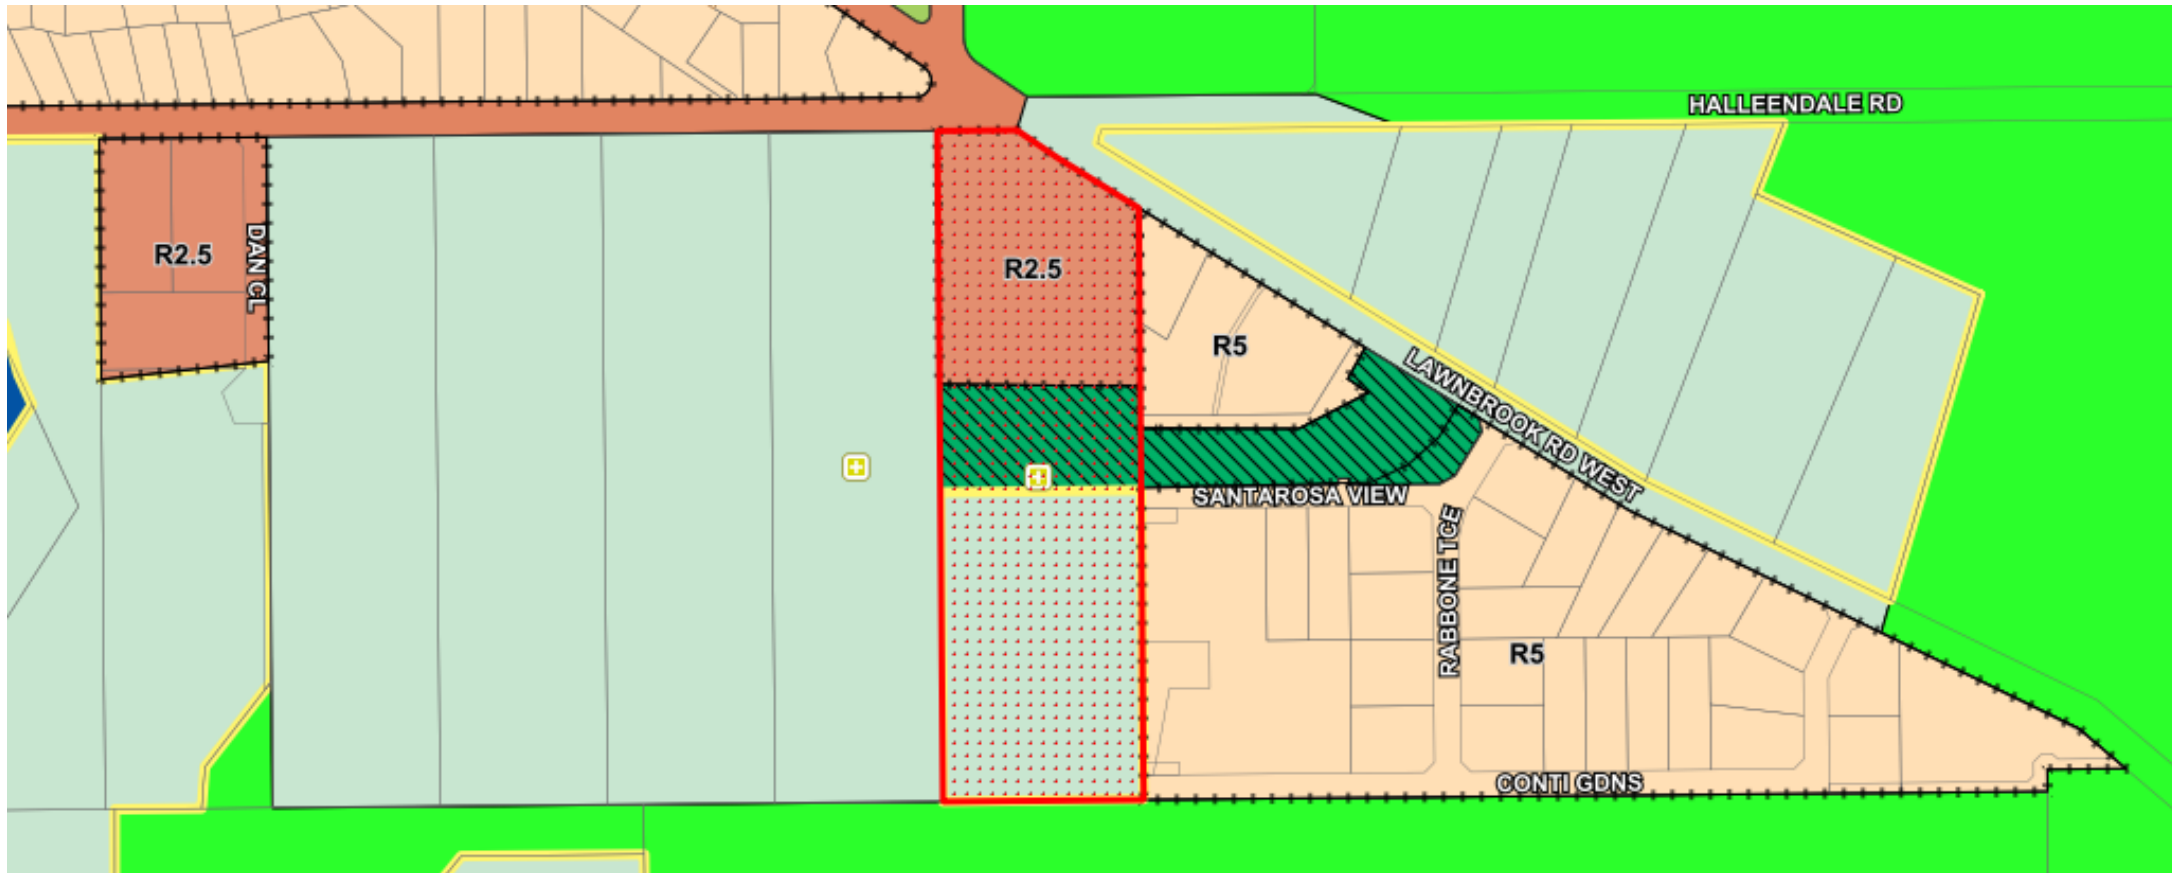 HALLEENDALE RD
R2.5
DAN CL
R2.5
R5
LAWNBROOK RD WEST
SANTAROSA VIEW
RABBONE TCE
R5
CONTI GDNS